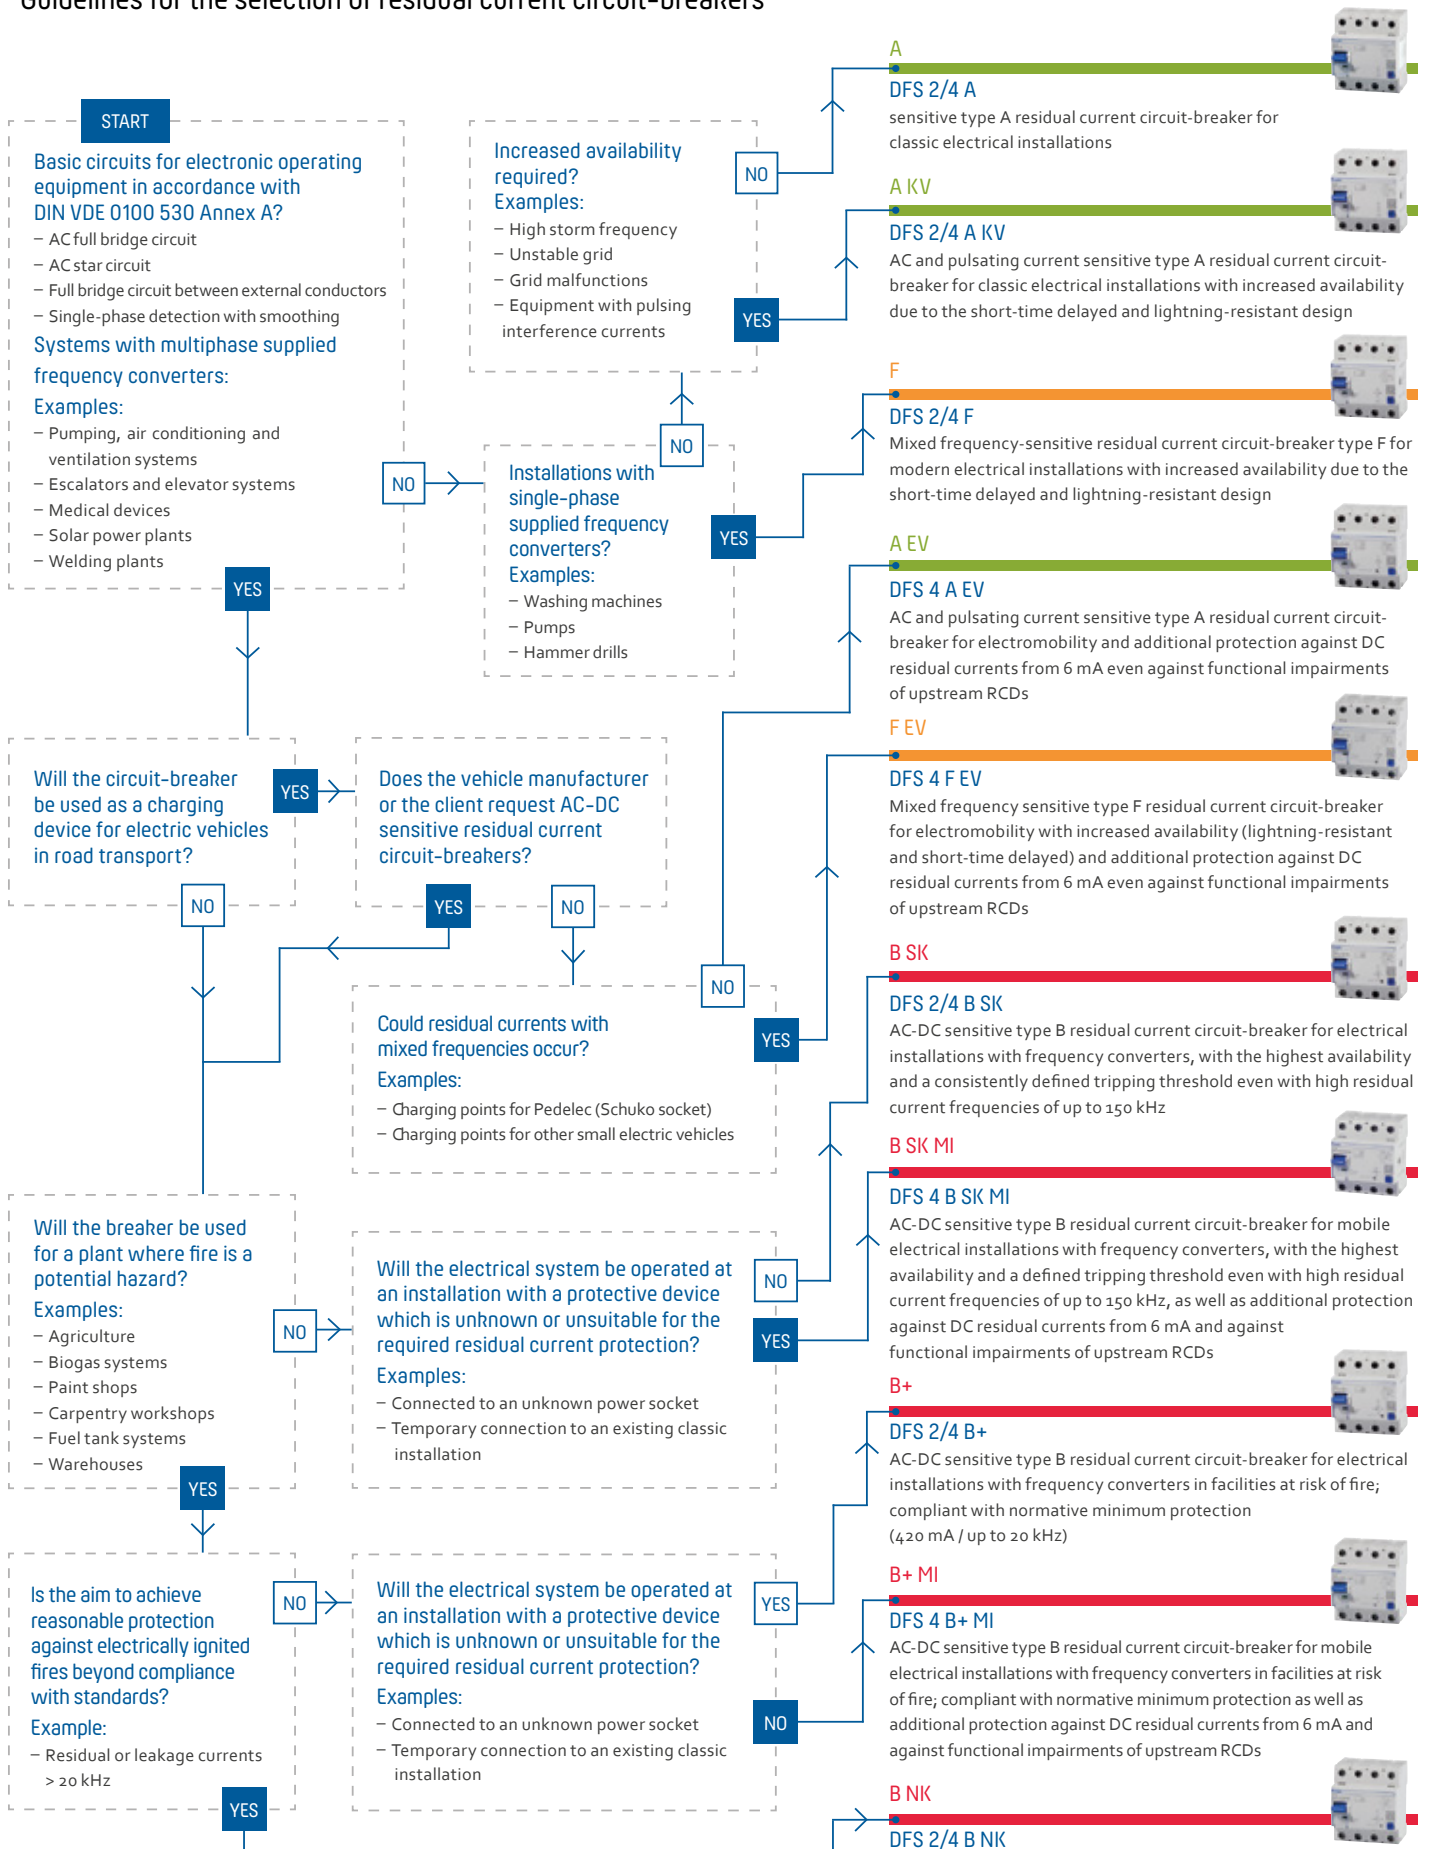 Guidelines for the selection of residual current circuit-breakers
START
Basic circuits for electronic operating
equipment in accordance with
DIN VDE 0100 530 Annex A?
– AC full bridge circuit
– AC star circuit
– Full bridge circuit between external conductors
– Single-phase detection with smoothing
Systems with multiphase supplied
frequency converters:
Examples:
– Pumping, air conditioning and
ventilation systems
– Escalators and elevator systems
– Medical devices
– Solar power plants
– Welding plants
NO
YES
Increased availability
required?
Examples:
– High storm frequency
– Unstable grid
– Grid malfunctions
– Equipment with pulsing
interference currents
NO
YES
NO
Installations with
single-phase
supplied frequency
converters?
Examples:
– Washing machines
– Pumps
– Hammer drills
YES
Will the circuit-breaker
be used as a charging
device for electric vehicles
in road transport?
YES
NO
Does the vehicle manufacturer
or the client request AC-DC
sensitive residual current
circuit-breakers?
YES
NO
NO
Could residual currents with
mixed frequencies occur?
Examples:
– Charging points for Pedelec (Schuko socket)
– Charging points for other small electric vehicles
YES
Will the breaker be used
for a plant where fire is a
potential hazard?
Examples:
– Agriculture
– Biogas systems
– Paint shops
– Carpentry workshops
– Fuel tank systems
– Warehouses
NO
YES
Will the electrical system be operated at
an installation with a protective device
which is unknown or unsuitable for the
required residual current protection?
Examples:
– Connected to an unknown power socket
– Temporary connection to an existing classic
installation
NO
YES
Is the aim to achieve
reasonable protection
against electrically ignited
fires beyond compliance
with standards?
Example:
– Residual or leakage currents
> 20 kHz
NO
YES
Will the electrical system be operated at
an installation with a protective device
which is unknown or unsuitable for the
required residual current protection?
Examples:
– Connected to an unknown power socket
– Temporary connection to an existing classic
installation
YES
NO
A
DFS 2/4 A
sensitive type A residual current circuit-breaker for
classic electrical installations
A KV
DFS 2/4 A KV
AC and pulsating current sensitive type A residual current circuit-
breaker for classic electrical installations with increased availability
due to the short-time delayed and lightning-resistant design
F
DFS 2/4 F
Mixed frequency-sensitive residual current circuit-breaker type F for
modern electrical installations with increased availability due to the
short-time delayed and lightning-resistant design
A EV
DFS 4 A EV
AC and pulsating current sensitive type A residual current circuit-
breaker for electromobility and additional protection against DC
residual currents from 6 mA even against functional impairments
of upstream RCDs
F EV
DFS 4 F EV
Mixed frequency sensitive type F residual current circuit-breaker
for electromobility with increased availability (lightning-resistant
and short-time delayed) and additional protection against DC
residual currents from 6 mA even against functional impairments
of upstream RCDs
B SK
DFS 2/4 B SK
AC-DC sensitive type B residual current circuit-breaker for electrical
installations with frequency converters, with the highest availability
and a consistently defined tripping threshold even with high residual
current frequencies of up to 150 kHz
B SK MI
DFS 4 B SK MI
AC-DC sensitive type B residual current circuit-breaker for mobile
electrical installations with frequency converters, with the highest
availability and a defined tripping threshold even with high residual
current frequencies of up to 150 kHz, as well as additional protection
against DC residual currents from 6 mA and against
functional impairments of upstream RCDs
B+
DFS 2/4 B+
AC-DC sensitive type B residual current circuit-breaker for electrical
installations with frequency converters in facilities at risk of fire;
compliant with normative minimum protection
(420 mA / up to 20 kHz)
B+ MI
DFS 4 B+ MI
AC-DC sensitive type B residual current circuit-breaker for mobile
electrical installations with frequency converters in facilities at risk
of fire; compliant with normative minimum protection as well as
additional protection against DC residual currents from 6 mA and
against functional impairments of upstream RCDs
B NK
DFS 2/4 B NK